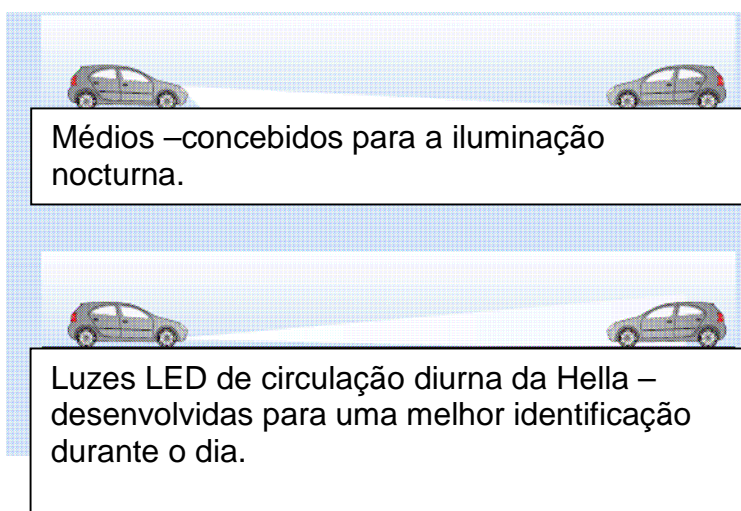 Médios –concebidos para a iluminação
nocturna.
Luzes LED de circulação diurna da Hella –
desenvolvidas para uma melhor identificação
durante o dia.